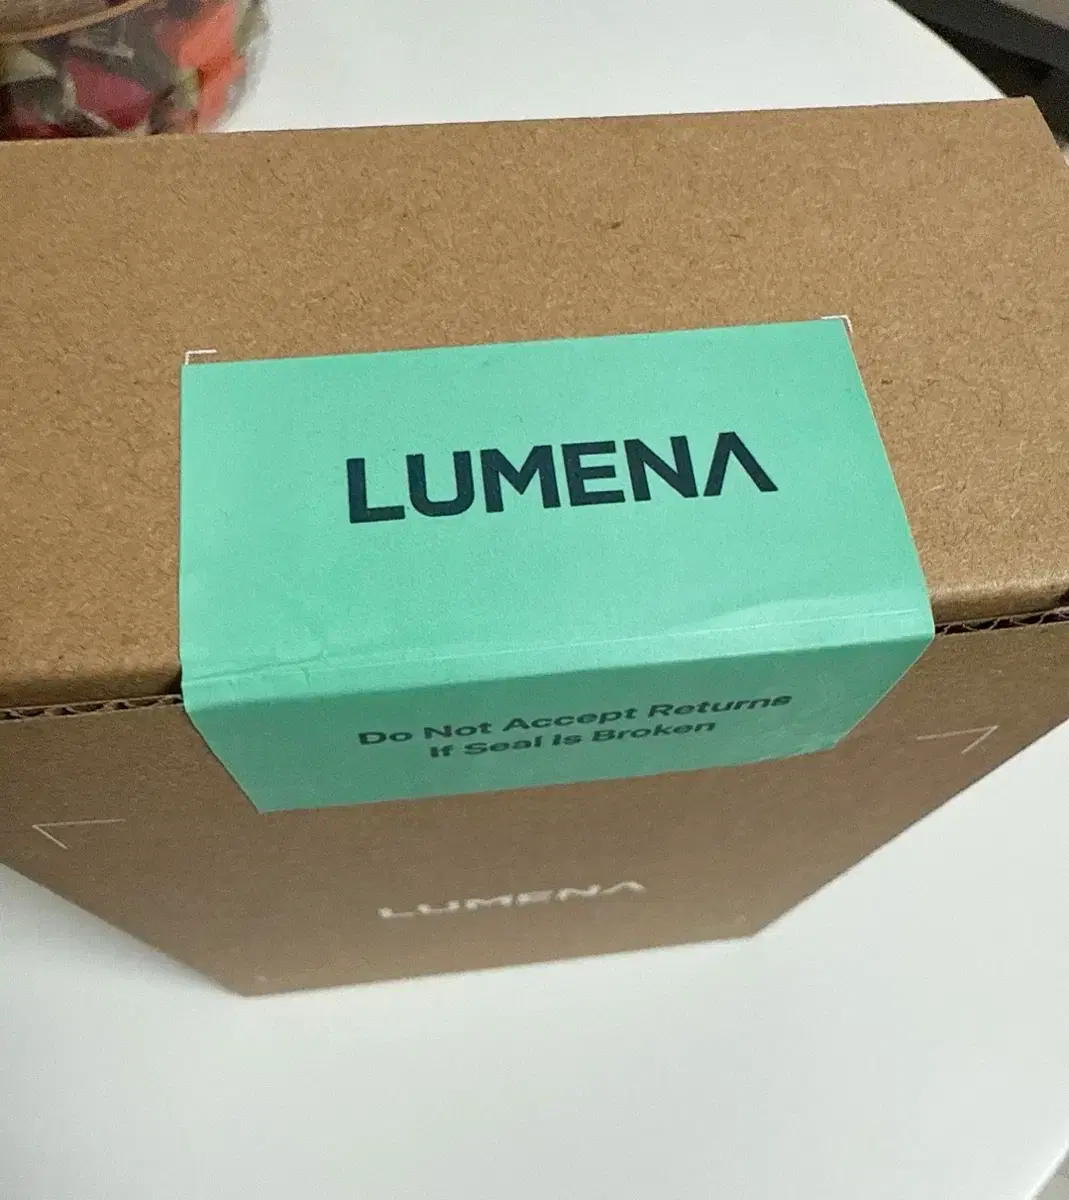 LUMENA
Do Not Accept Returns
If Seal Is Broken
LUMENA